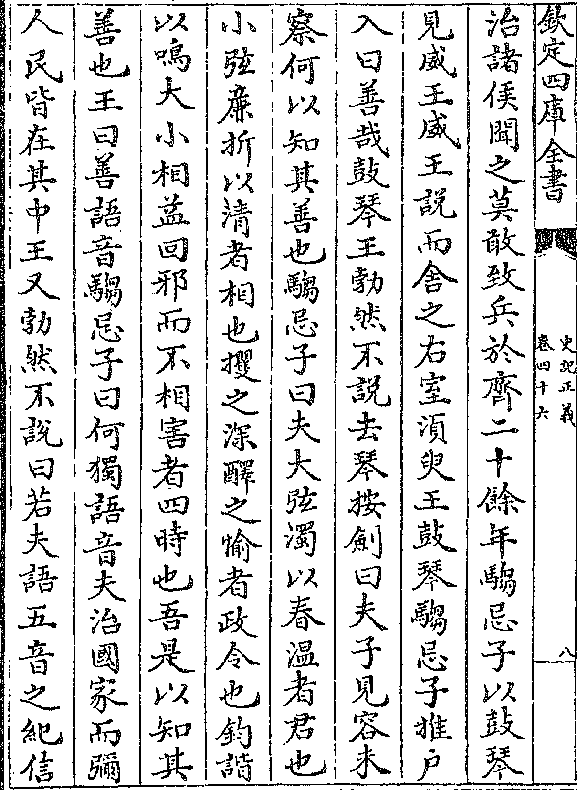 欽定四庫全書
史記正義
卷四十六
八
治諸侯聞之莫敢致兵於齊二十餘年騶忌子以鼓琴
見威王威王說而舍之右室湏臾王鼓琴騶忌子推户
入曰善哉鼓琴王勃然不說去琴按劍曰夫子見容未
察何以知其善也騶忌子曰夫大弦濁以春温者君也
小弦亷折以清者相也攫之深醳之愉者政令也鈞諧
以鳴大小相益回邪而不相害者四時也吾是以知其
善也王曰善語音騶忌子曰何獨語音夫治國家而彌
人民皆在其中王又勃然不說曰若夫語五音之紀信